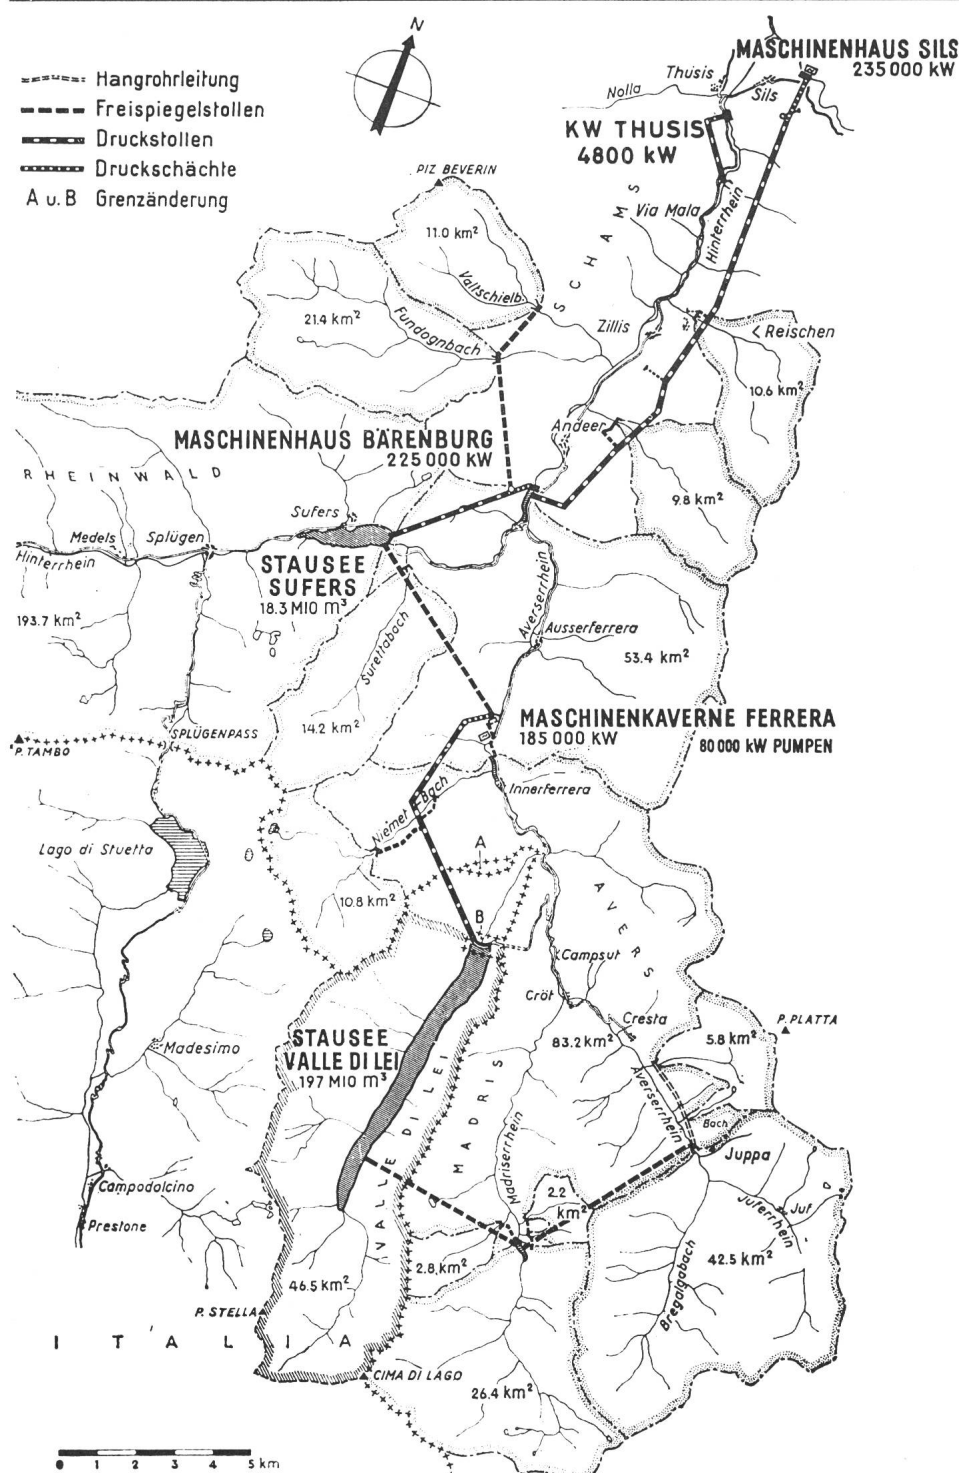 N
Hangrohrleitung
Freispiegelstollen
Druckstollen
Druckschächte
A u. B Grenzänderung
MASCHINENHAUS SILS
235 000 kW
Thusis
Nolla
Sils
KW THUSIS
4800 kW
PIZ BEVERIN
11.0 km²
SCHAMS
Via Mala
Hinterrhein
Valtschielb.
21.4 km²
Fundognbach
Zillis
Reischen
10.6 km²
Andeer
MASCHINENHAUS BÄRENBURG
225 000 kW
RHEINWALD
9.8 km²
Sufers
Medels
Splügen
Hinterrhein
STAUSEE
SUFERS
18.3 MIO m³
193.7 km²
Averserrhein
Ausserferrera
53.4 km²
Surettabach
14.2 km²
MASCHINENKAVERNE FERRERA
185 000 kW
80 000 kW PUMPEN
SPLÜGENPASS
P. TAMBO
Innerferrera
Niemet Bach
A
Lago di Stuetta
10.8 km²
AVERS
B
Campsut
Cröt
Cresta
P. PLATTA
5.8 km²
83.2 km²
STAUSEE
VALLE DI LEI
197 MIO m³
Madesimo
VALLE DI LEI
MADRIS
Averserrhein
Bach
Juppa
Madriserrhein
Campodolcino
Prestone
2.2
km²
Juferrhein
Juf
42.5 km²
Bregalgabach
46.5 km²
2.8 km²
P. STELLA
ITALIA
CIMA DI LAGO
26.4 km²
0 1 2 3 4 5 km